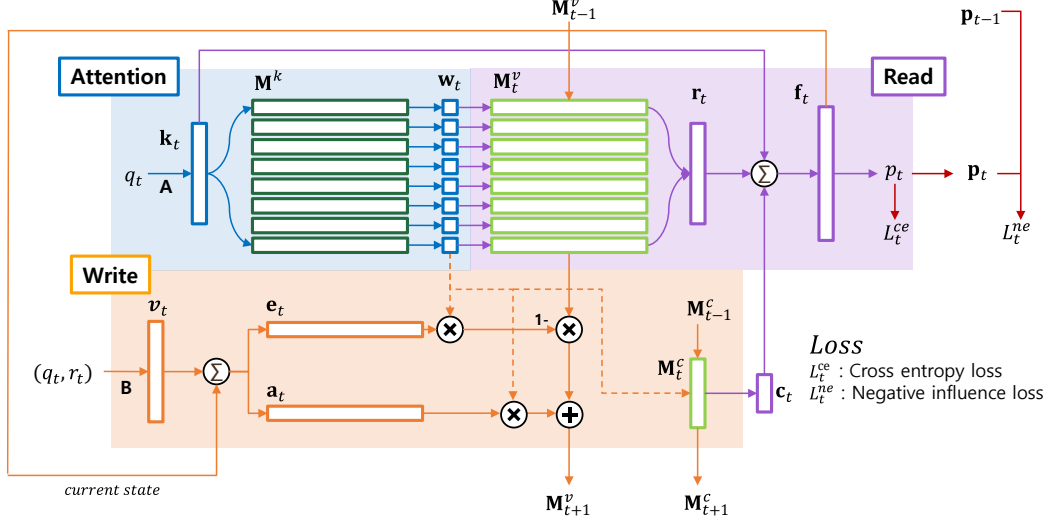 M^v_{t-1}
p_{t-1}
Attention
M^k
w_t
M^v_t
r_t
f_t
Read
k_t
q_t
A
Σ
p_t
p_t
L^{ce}_t
L^{ne}_t
Write
v_t
e_t
×
1-
×
M^c_{t-1}
(q_t, r_t)
B
Σ
M^c_t
c_t
a_t
×
+
Loss
L^{ce}_t : Cross entropy loss
L^{ne}_t : Negative influence loss
current state
M^v_{t+1}
M^c_{t+1}